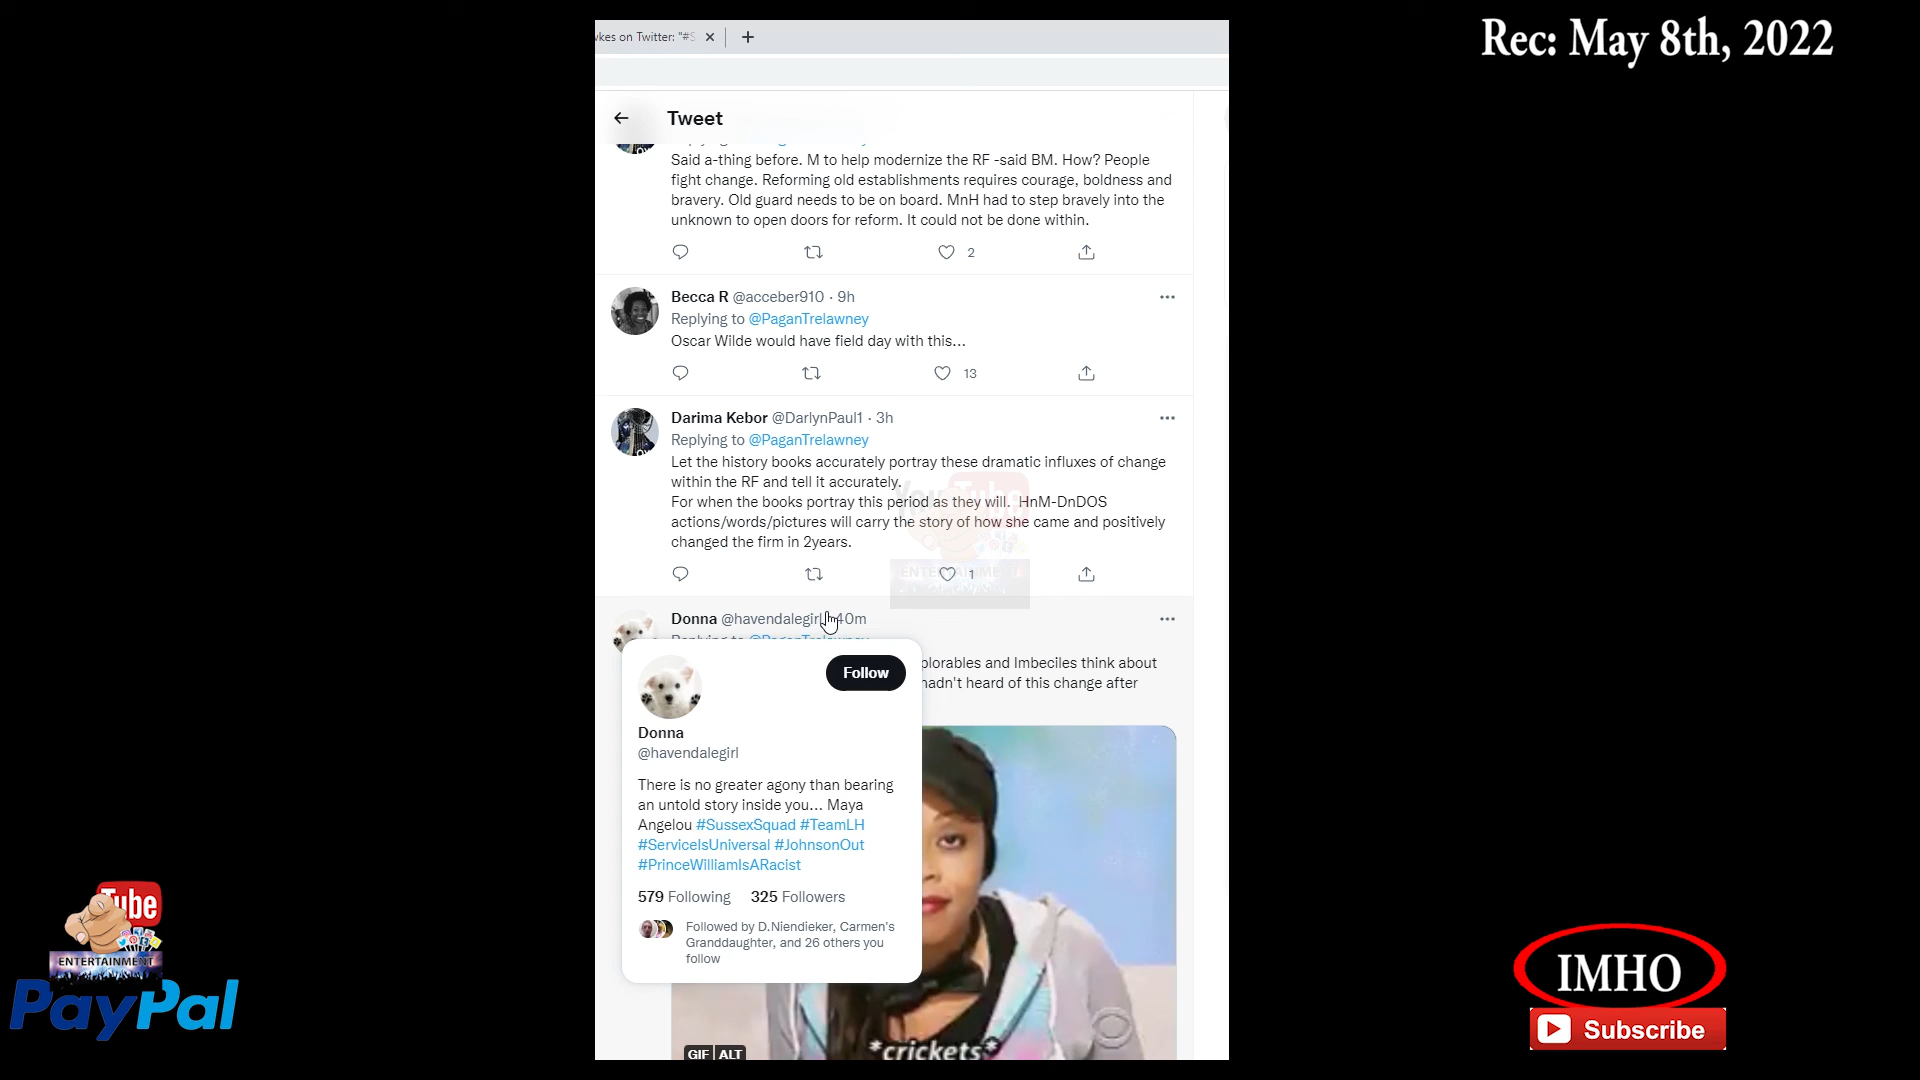 Rec: May 8th, 2022
wkes on Twitter: "#S
Tweet
Said a-thing before. M to help modernize the RF -said BM. How? People
fight change. Reforming old establishments requires courage, boldness and
bravery. Old guard needs to be on board. MnH had to step bravely into the
unknown to open doors for reform. It could not be done within.
2
Becca R @acceber910 · 9h
Replying to @PaganTrelawney
Oscar Wilde would have field day with this...
13
Darima Kebor @DarlynPaul1 · 3h
Replying to @PaganTrelawney
Let the history books accurately portray these dramatic influxes of change
within the RF and tell it accurately.
For when the books portray this period as they will. HnM-DnDOS
actions/words/pictures will carry the story of how she came and positively
changed the firm in 2years.
1
YouTube
ENTERTAINMENT
Donna @havendalegirl 40m
Replying to @PaganTrelawney
plorables and Imbeciles think about
hadn't heard of this change after
Follow
Donna
@havendalegirl
There is no greater agony than bearing
an untold story inside you... Maya
Angelou #SussexSquad #TeamLH
#ServiceIsUniversal #JohnsonOut
#PrinceWilliamIsARacist
579 Following 325 Followers
Followed by D.Niendieker, Carmen's
Granddaughter, and 26 others you
follow
*crickets*
GIF ALT
Tube
ENTERTAINMENT
PayPal
IMHO
Subscribe